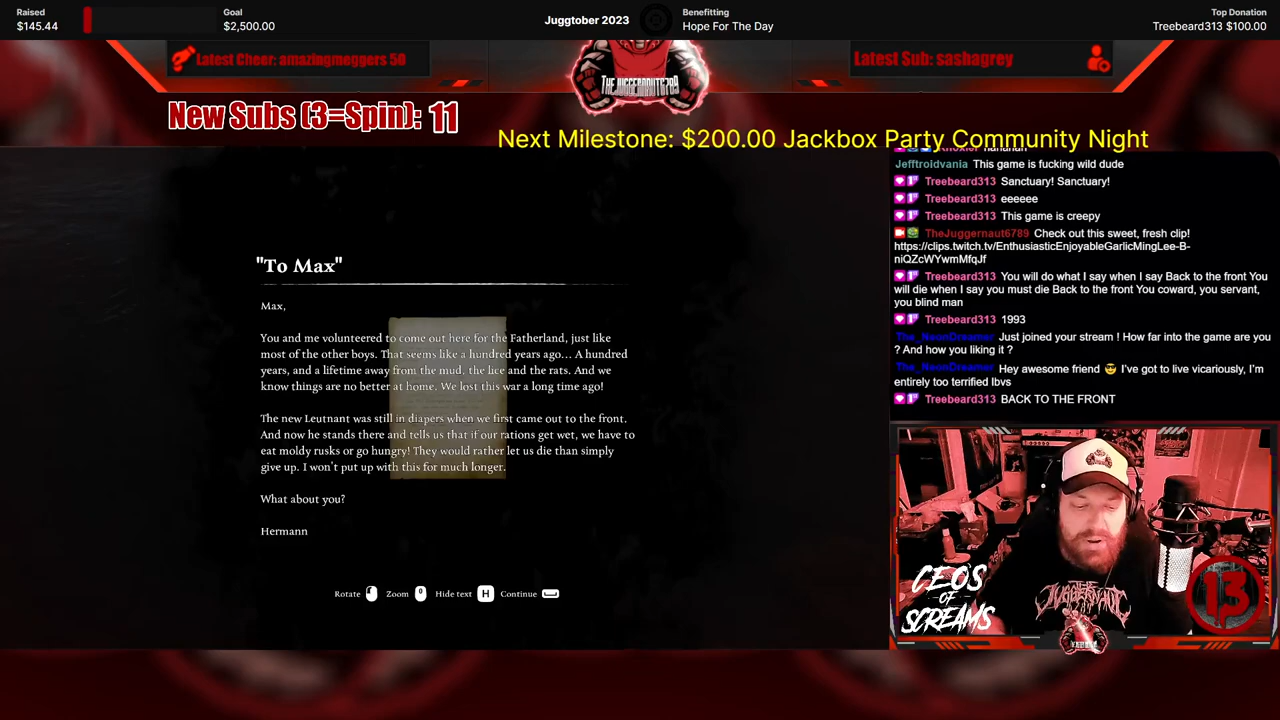 Raised
$145.44
Goal
$2,500.00
Juggtober 2023
Benefitting
Hope For The Day
Top Donation
Treebeard313 $100.00
Latest Cheer: amazingmeggers 50
THEJUGGERNAUT6789
Latest Sub: sashagrey
New Subs (3=Spin): 11
Next Milestone: $200.00 Jackbox Party Community Night
"To Max"
Max,
You and me volunteered to come out here for the Fatherland, just like
most of the other boys. That seems like a hundred years ago... A hundred
years, and a lifetime away from the mud, the lice and the rats. And we
know things are no better at home. We lost this war a long time ago!
The new Leutnant was still in diapers when we first came out to the front.
And now he stands there and tells us that if our rations get wet, we have to
eat moldy rusks or go hungry! They would rather let us die than simply
give up. I won't put up with this for much longer.
What about you?
Hermann
Rotate Zoom Hide text H Continue
Jefftroidvania This game is fucking wild dude
Treebeard313 Sanctuary! Sanctuary!
Treebeard313 eeeeee
Treebeard313 This game is creepy
TheJuggernaut6789 Check out this sweet, fresh clip!
https://clips.twitch.tv/EnthusiasticEnjoyableGarlicMingLee-B-
niQZcWYwmMfqJf
Treebeard313 You will do what I say when I say Back to the front You
will die when I say you must die Back to the front You coward, you servant,
you blind man
Treebeard313 1993
The_NeonDreamer Just joined your stream ! How far into the game are you
? And how you liking it ?
The_NeonDreamer Hey awesome friend 😎 I've got to live vicariously, I'm
entirely too terrified lbvs
Treebeard313 BACK TO THE FRONT
CEOS
OF
SCREAMS
THE
JUGGERNAUT
13